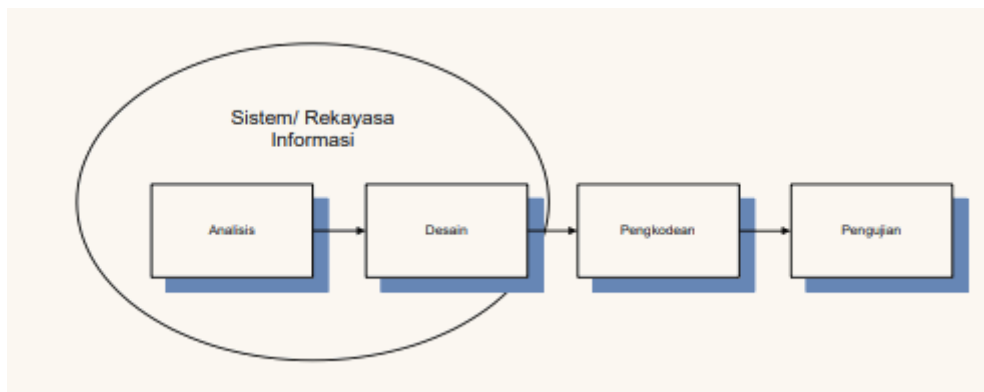 Sistem/ Rekayasa
Informasi
Analisis
Desain
Pengkodean
Pengujian